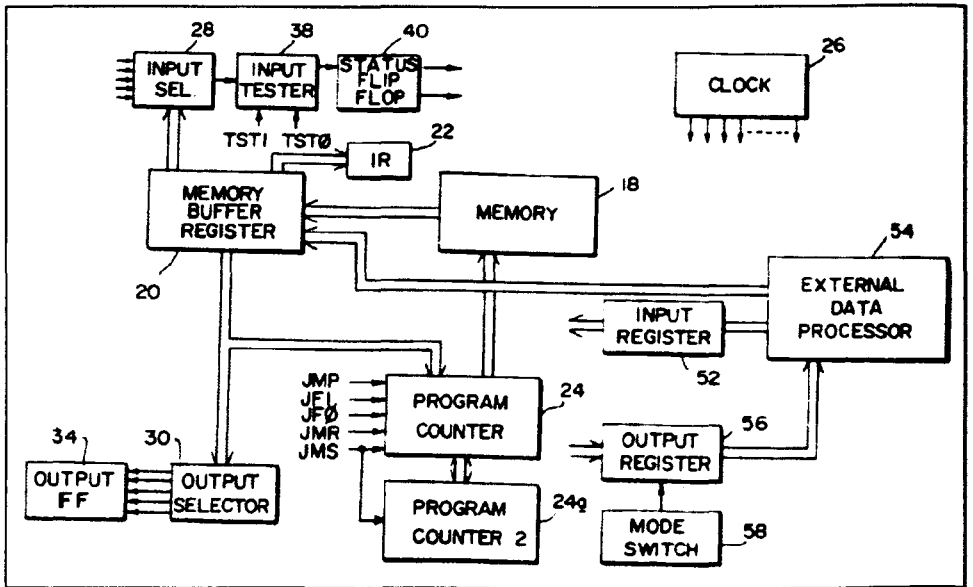 28
38
40
26
INPUT
SEL.
INPUT
TESTER
STATUS
FLIP
FLOP
CLOCK
TST1
TSTØ
22
IR
MEMORY
BUFFER
REGISTER
20
MEMORY
18
54
EXTERNAL
DATA
PROCESSOR
INPUT
REGISTER
52
JMP
JF1
JFØ
JMR
JMS
PROGRAM
COUNTER
24
56
OUTPUT
REGISTER
34
30
OUTPUT
FF
OUTPUT
SELECTOR
PROGRAM
COUNTER 2
24a
MODE
SWITCH
58